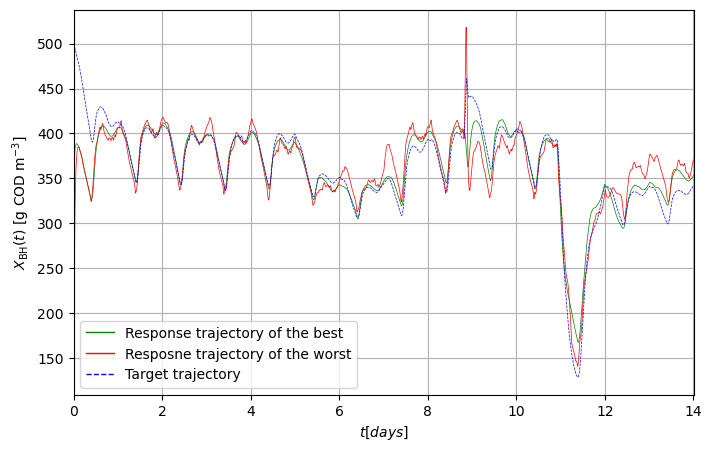 500
450
400
350
300
250
200
150
X_BH(t) [g COD m⁻³]
Response trajectory of the best
Resposne trajectory of the worst
Target trajectory
0 2 4 6 8 10 12 14
t[days]